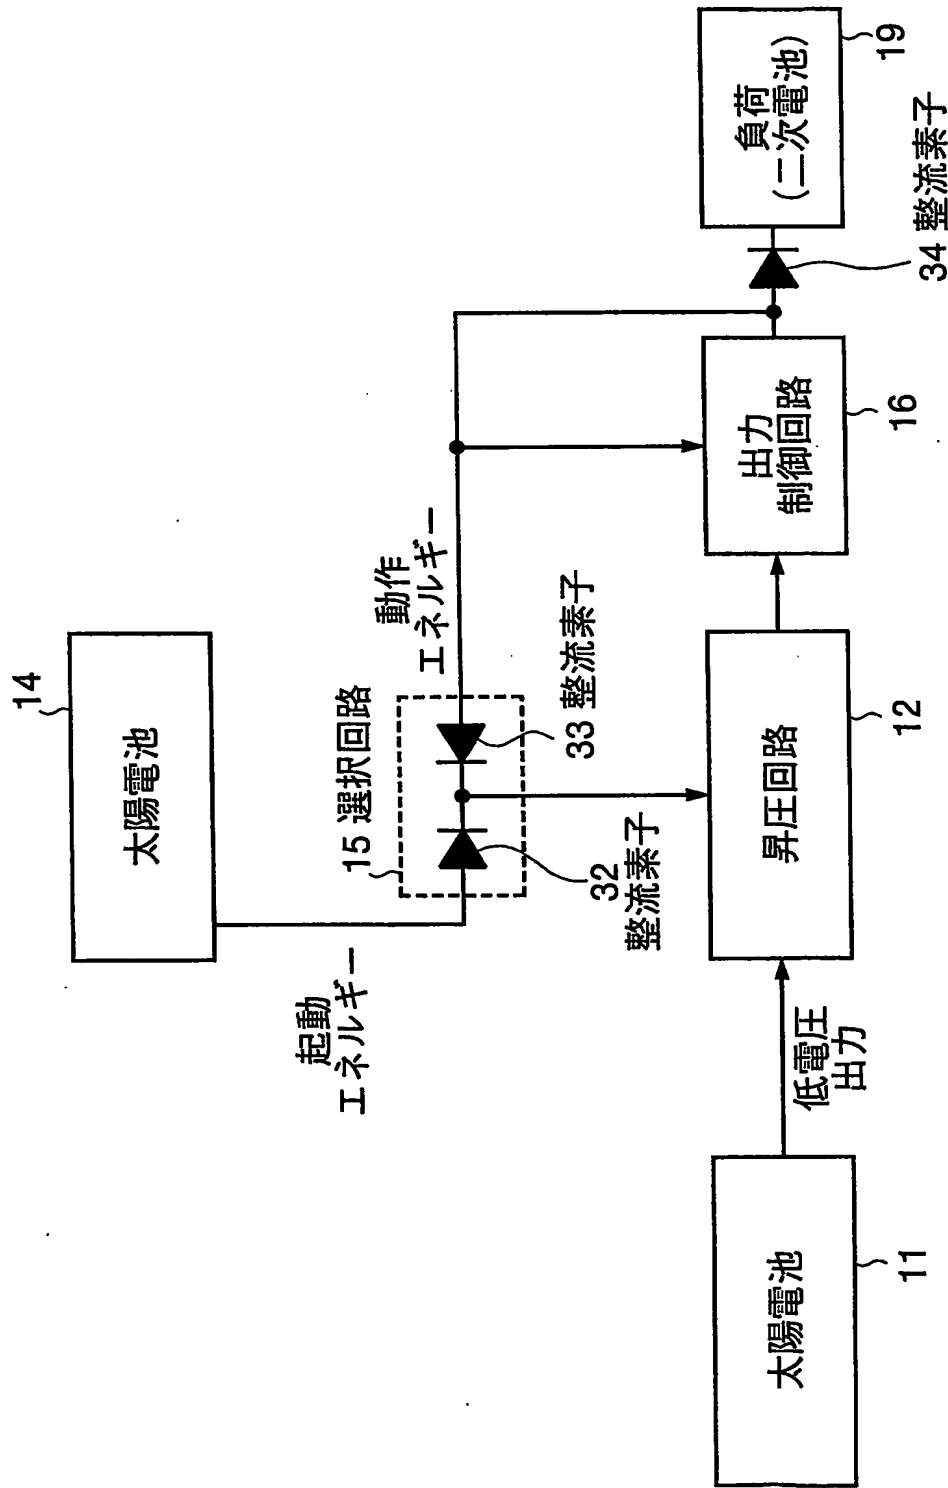 14
太陽電池
起動
エネルギー
15 選択回路
動作
エネルギー
32
整流素子
33 整流素子
太陽電池
11
低電圧
出力
昇圧回路
12
出力
制御回路
16
34 整流素子
負荷
(二次電池)
19